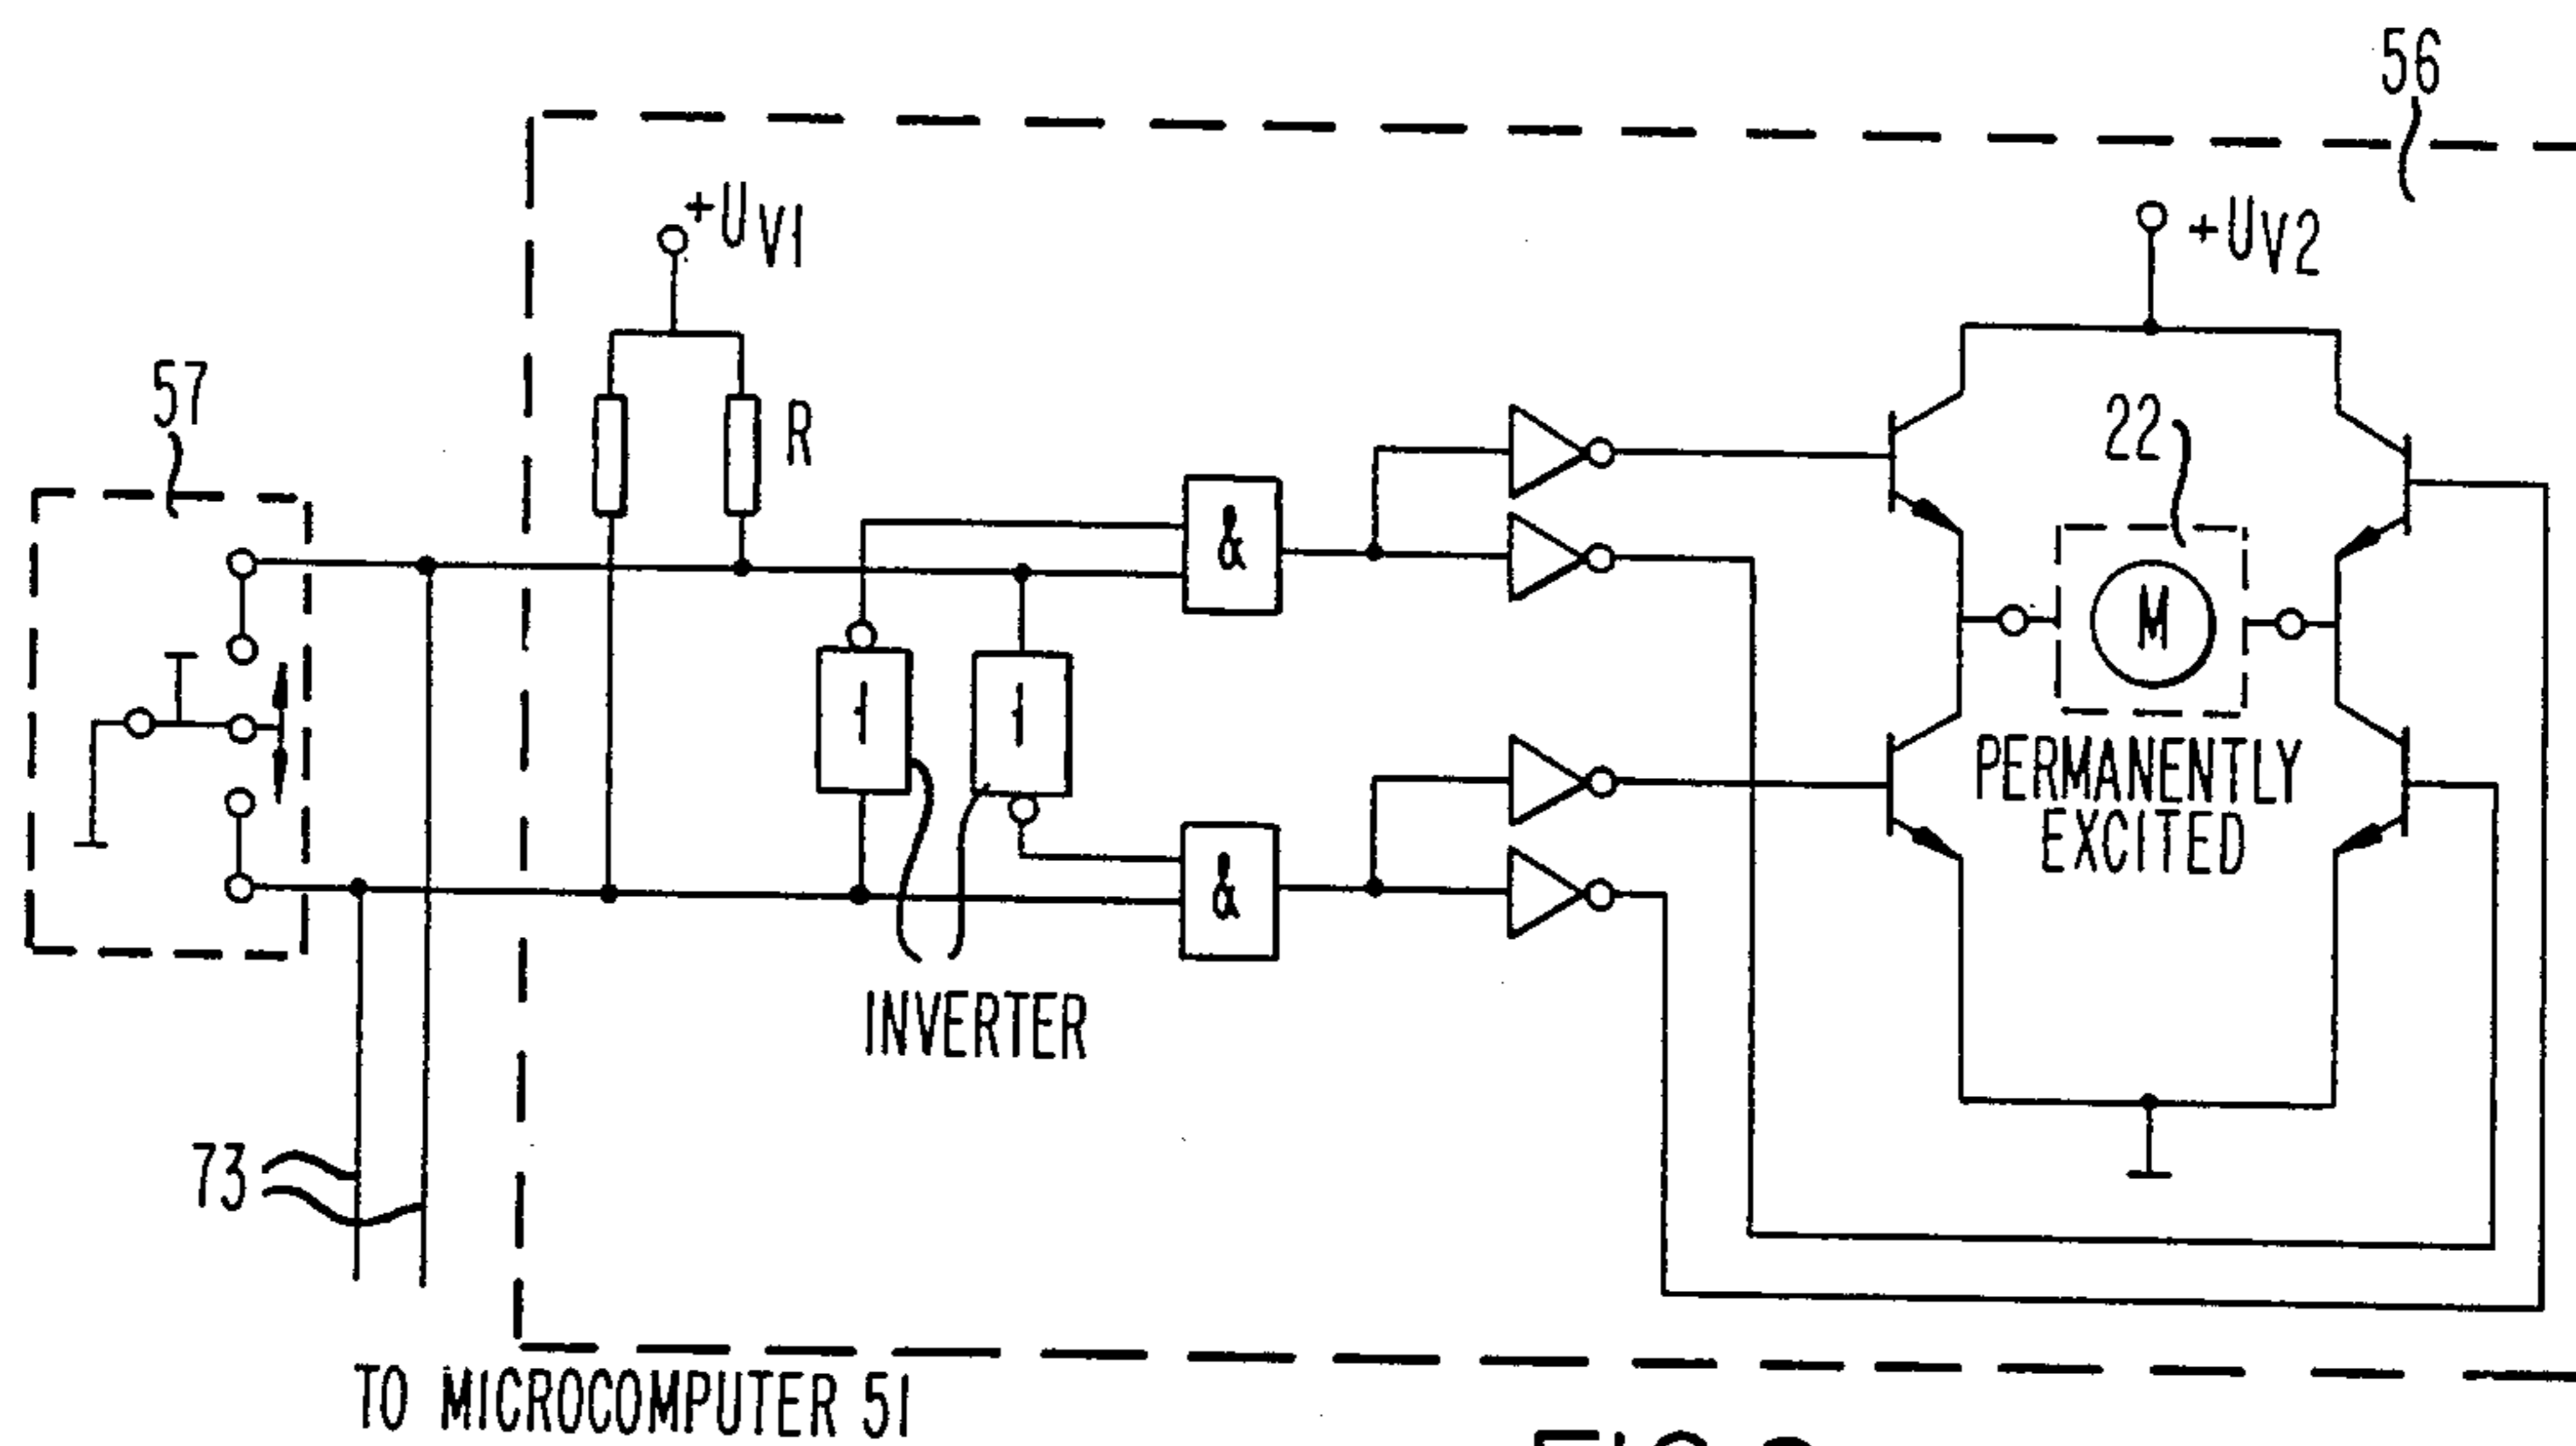 56
+UV1
+UV2
57
R
22
&
M
1
1
PERMANENTLY
EXCITED
&
INVERTER
73
TO MICROCOMPUTER 51